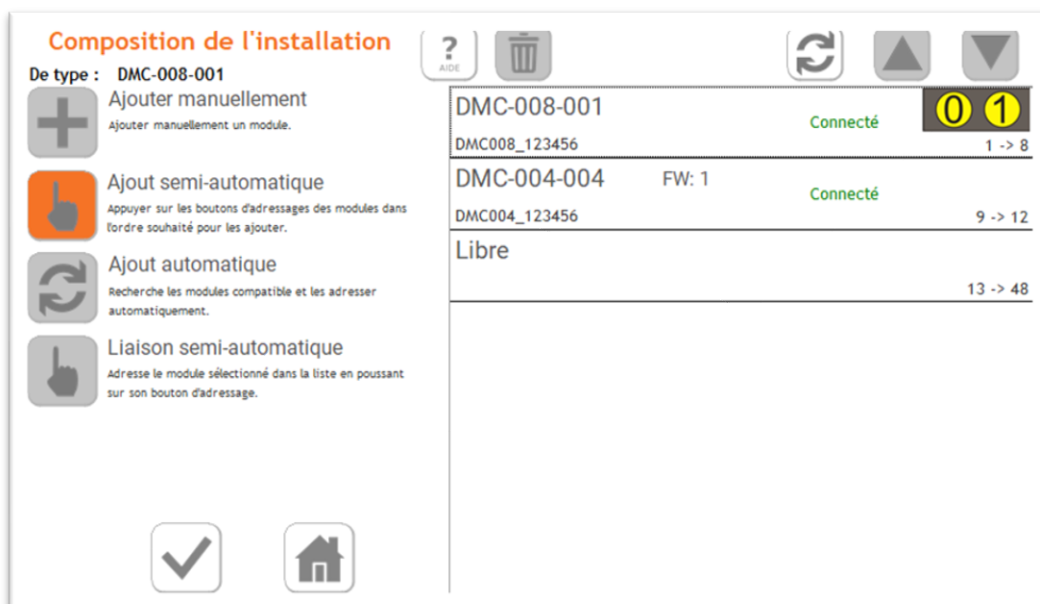 Composition de l'installation
De type : DMC-008-001
? AIDE
Ajouter manuellement
Ajouter manuellement un module.
Ajout semi-automatique
Appuyer sur les boutons d'adressages des modules dans
l'ordre souhaité pour les ajouter.
Ajout automatique
Recherche les modules compatible et les adresser
automatiquement.
Liaison semi-automatique
Adresse le module sélectionné dans la liste en poussant
sur son bouton d'adressage.
DMC-008-001
Connecté
0 1
DMC008_123456
1 -> 8
DMC-004-004 FW: 1
Connecté
DMC004_123456
9 -> 12
Libre
13 -> 48